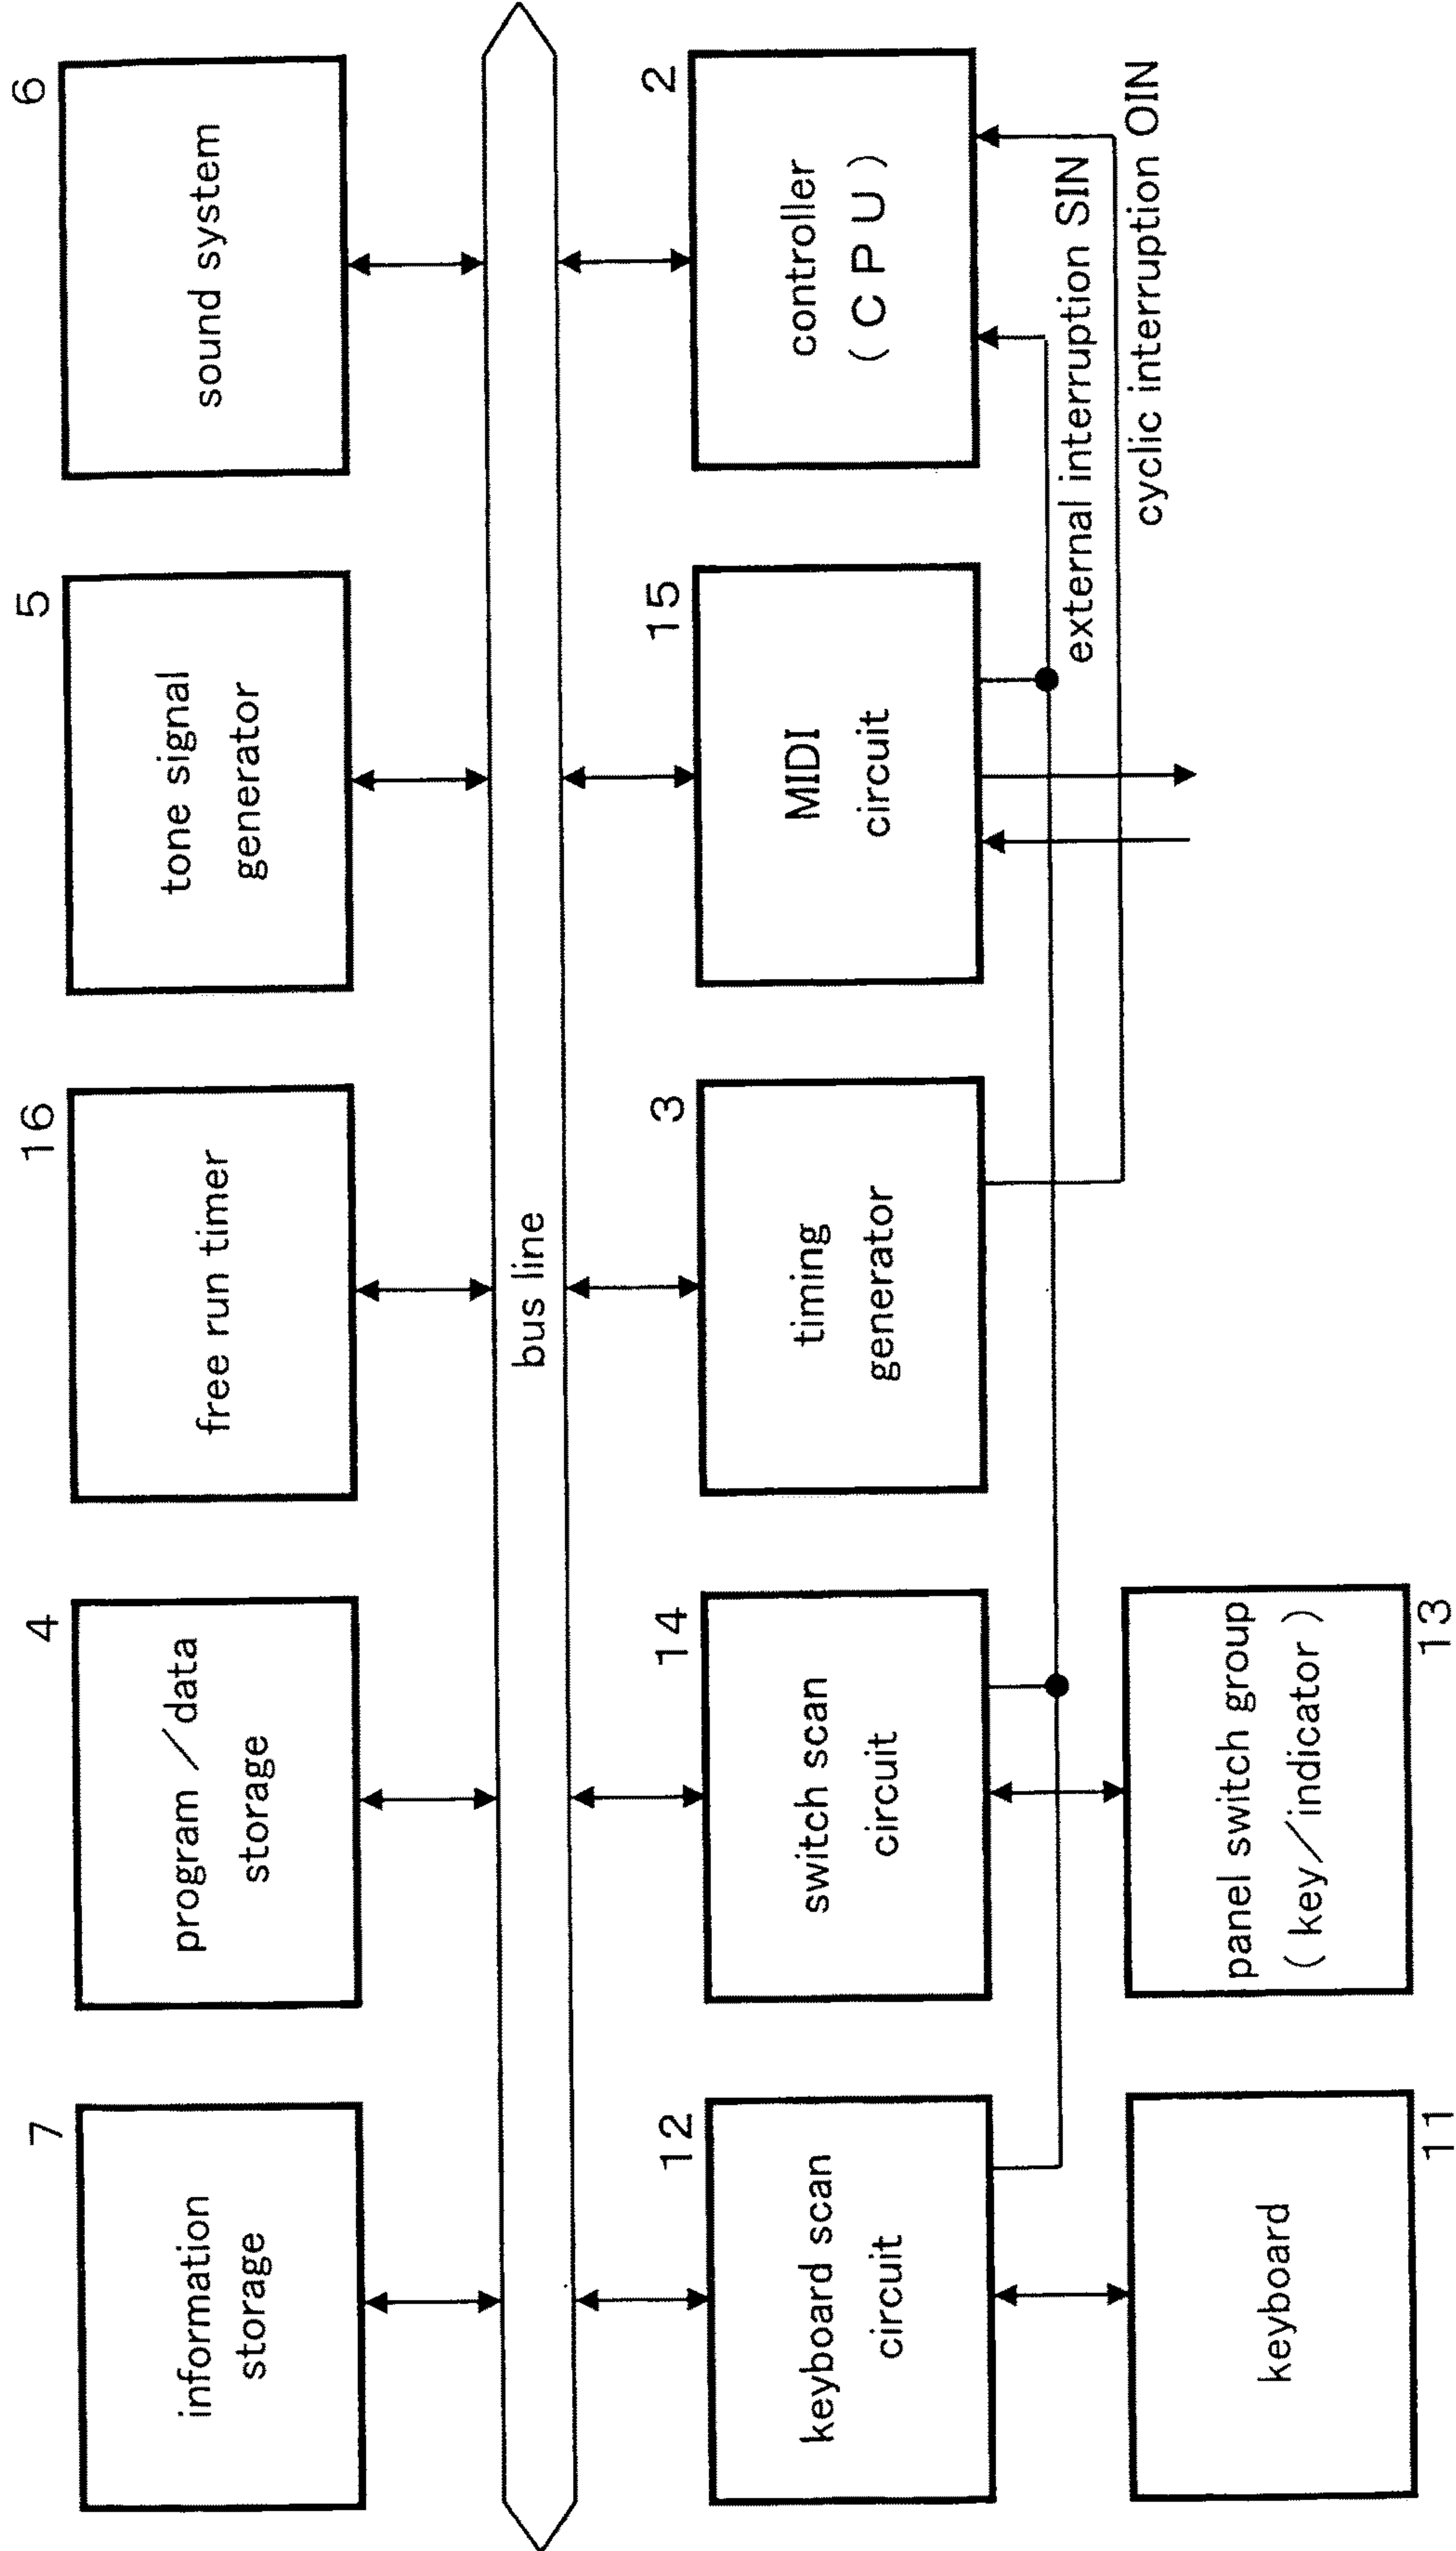 7
information
storage
4
program／data
storage
16
free run timer
5
tone signal
generator
6
sound system
bus line
12
keyboard scan
circuit
14
switch scan
circuit
3
timing
generator
15
MIDI
circuit
2
controller
(ＣＰＵ)
external interruption SIN
cyclic interruption OIN
keyboard
11
panel switch group
(key／indicator)
13